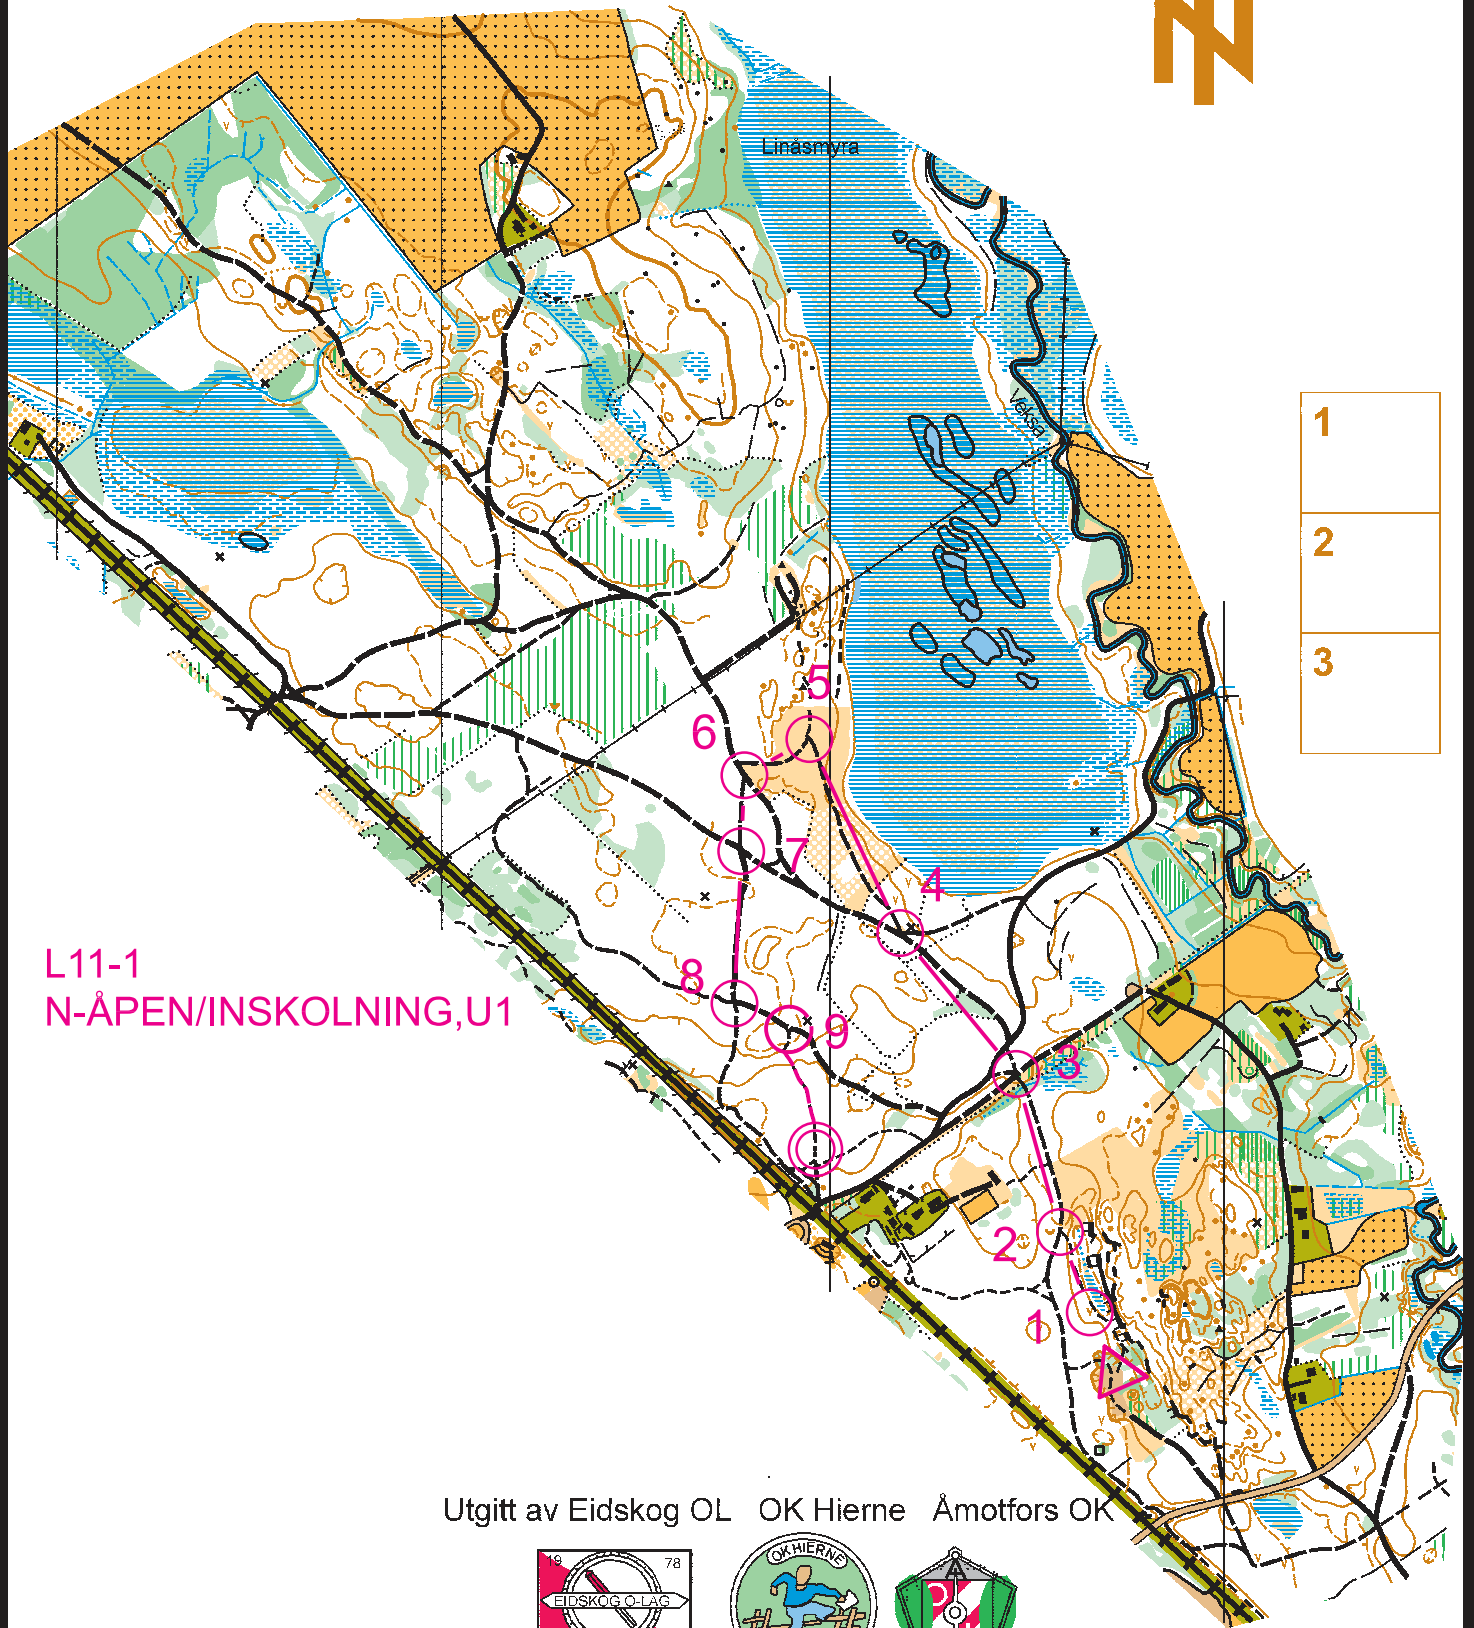 N
Linåsmyra
Veksa
1
2
3
5
6
7
4
8
9
3
2
1
L11-1
N-ÅPEN/INSKOLNING,U1
Utgitt av Eidskog OL OK Hierne Åmotfors OK
19 78
EIDSKOG O-LAG
OK HIERNE